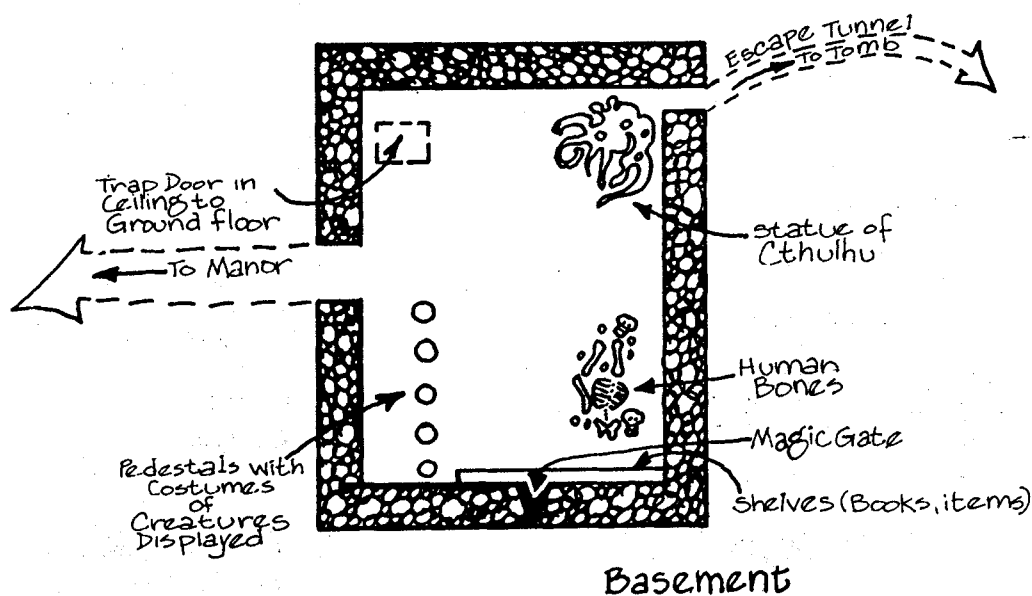 Escape Tunnel
To Tomb
Trap Door in
Ceiling to
Ground floor
To Manor
Statue of
Cthulhu
Human
Bones
Magic Gate
Shelves (Books, items)
Pedestals with
Costumes
of
Creatures
Displayed
Basement